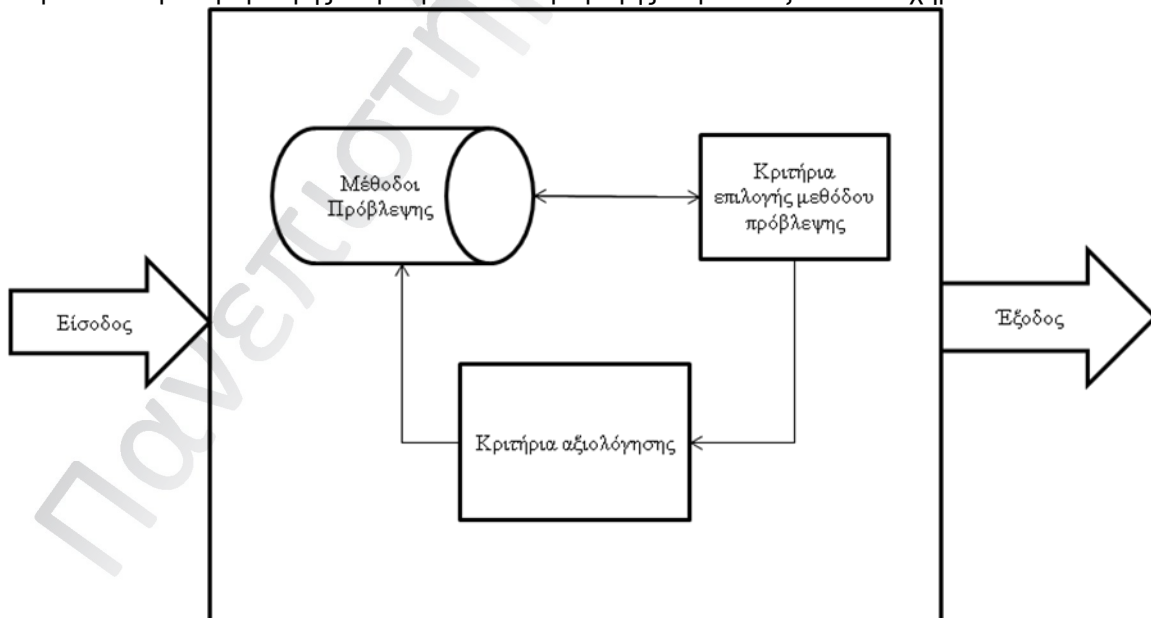 Μέθοδοι
Πρόβλεψης
Κριτήρια
επιλογής μεθόδου
πρόβλεψης
Είσοδος
Έξοδος
Κριτήρια αξιολόγησης